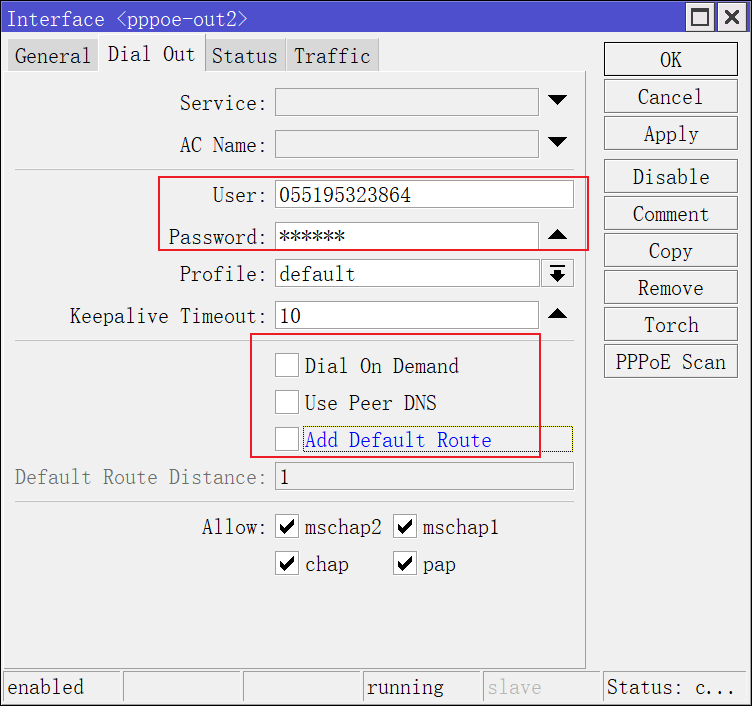 Interface <pppoe-out2>
General Dial Out Status Traffic
Service:
AC Name:
User: 055195323864
Password: ******
Profile: default
Keepalive Timeout: 10
Dial On Demand
Use Peer DNS
Add Default Route
Default Route Distance: 1
Allow: mschap2 mschap1
chap pap
OK
Cancel
Apply
Disable
Comment
Copy
Remove
Torch
PPPoE Scan
enabled running slave Status: c...